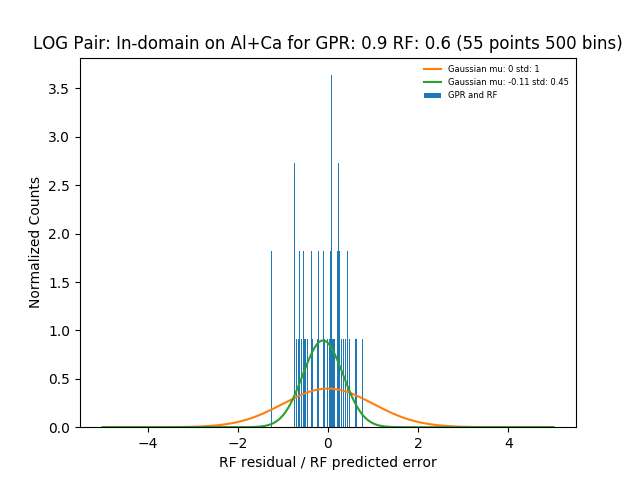 LOG Pair: In-domain on Al+Ca for GPR: 0.9 RF: 0.6 (55 points 500 bins)
Gaussian mu: 0 std: 1
Gaussian mu: -0.11 std: 0.45
GPR and RF
Normalized Counts
3.5
3.0
2.5
2.0
1.5
1.0
0.5
0.0
−4 −2 0 2 4
RF residual / RF predicted error